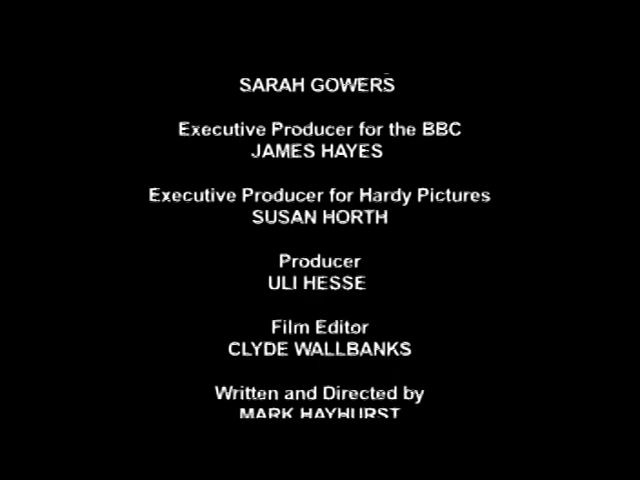 SARAH GOWERS
Executive Producer for the BBC
JAMES HAYES
Executive Producer for Hardy Pictures
SUSAN HORTH
Producer
ULI HESSE
Film Editor
CLYDE WALLBANKS
Written and Directed by
MARK HAYHURST